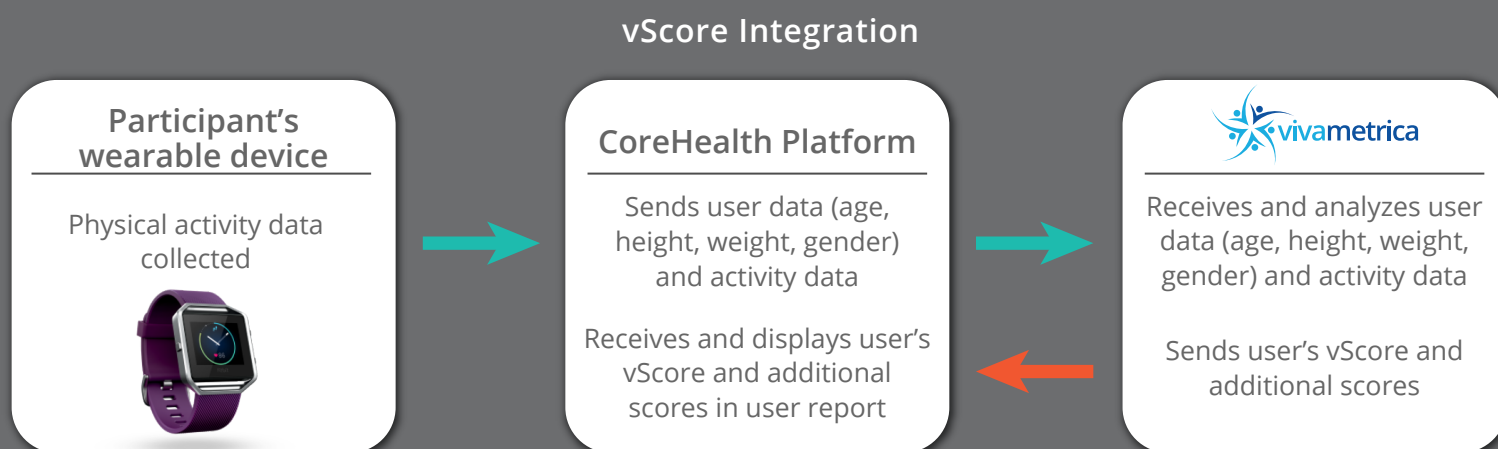 vScore Integration
Participant’s
wearable device
Physical activity data
collected
CoreHealth Platform
Sends user data (age,
height, weight, gender)
and activity data
Receives and displays user’s
vScore and additional
scores in user report
vivametrica
Receives and analyzes user
data (age, height, weight,
gender) and activity data
Sends user’s vScore and
additional scores